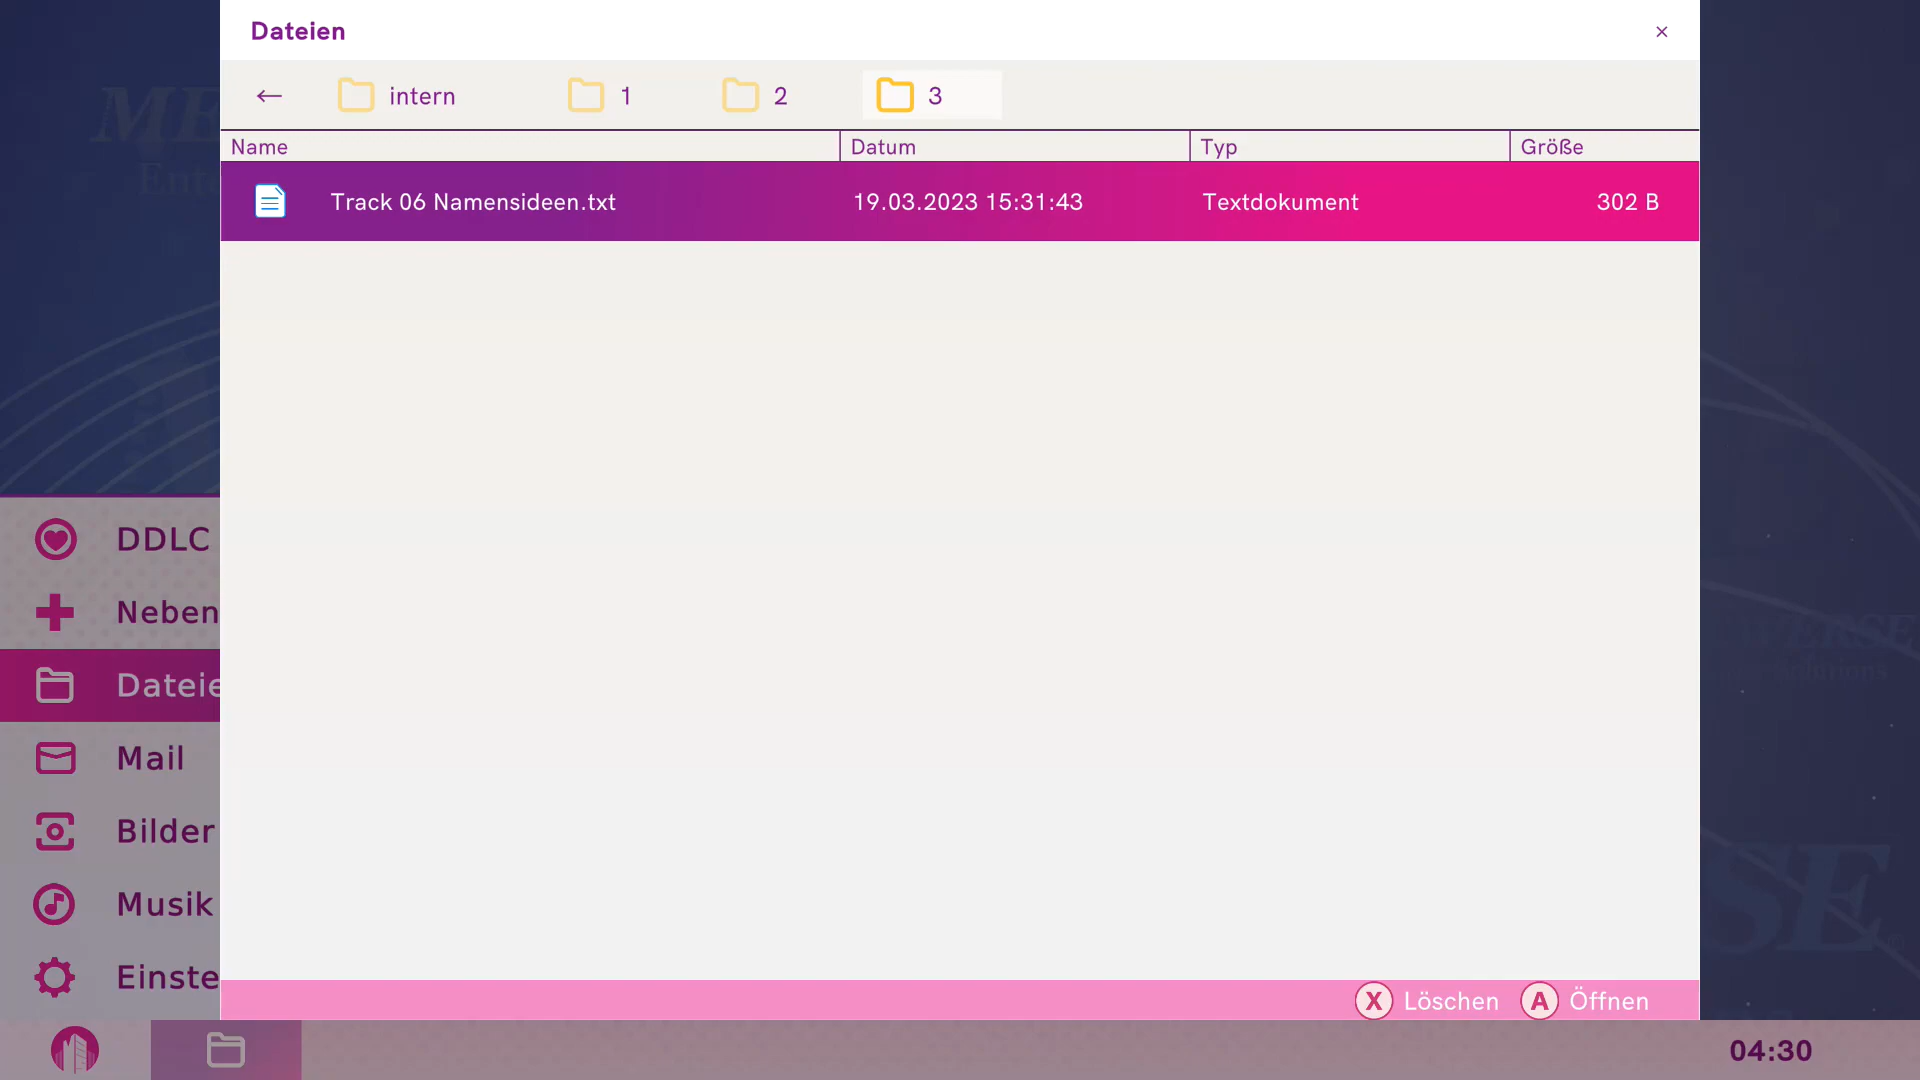 Dateien
×
← intern 1 2 3
Name Datum Typ Größe
Track 06 Namensideen.txt 19.03.2023 15:31:43 Textdokument 302 B
DDLC
Neben
Dateie
Mail
Bilder
Musik
Einste
X Löschen A Öffnen
04:30